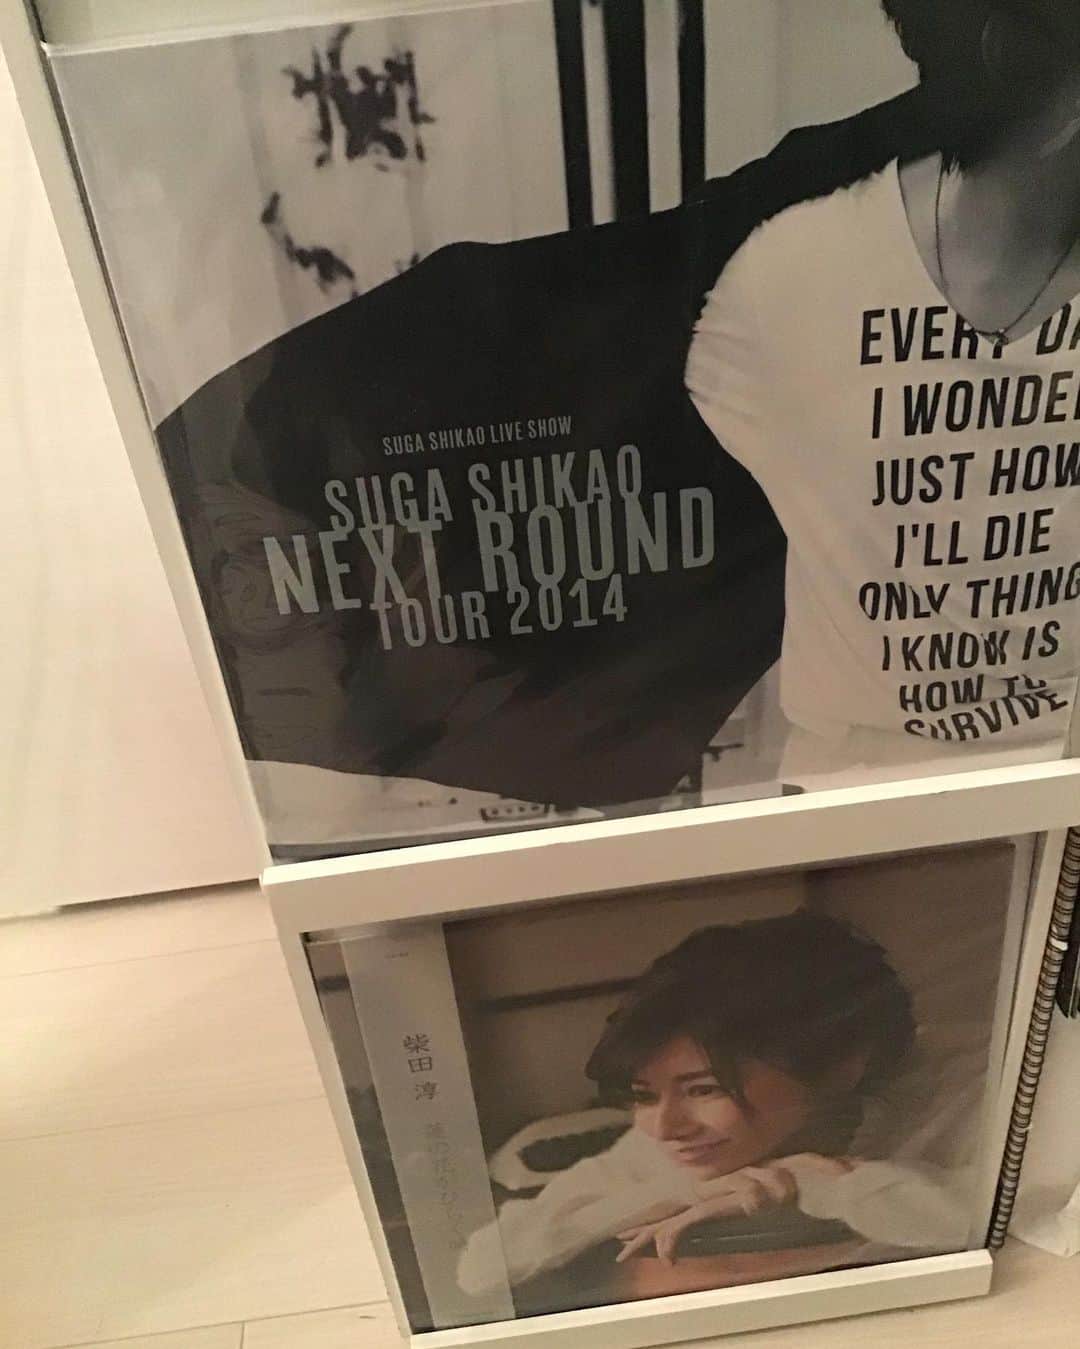 SUGA SHIKAO LIVE SHOW
SUGA SHIKAO
NEXT ROUND
TOUR 2014
EVERY DA
I WONDE
JUST HOW
I'LL DIE
ONLY THING
I KNOW IS
HOW TO
SURVIVE
柴田 淳